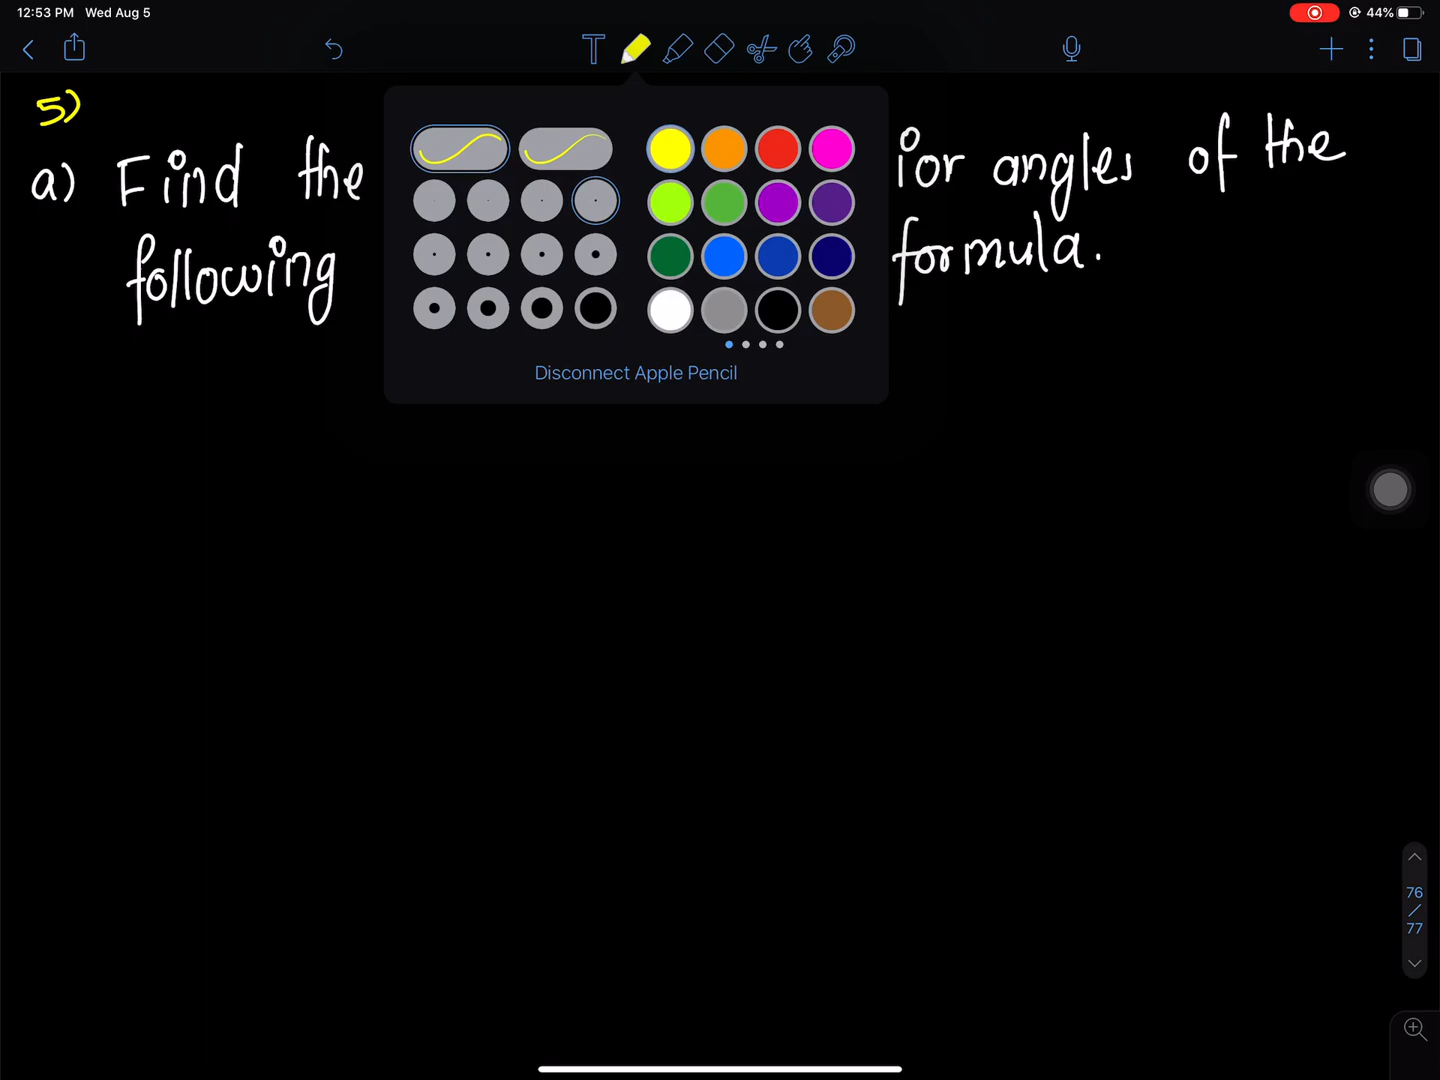 12:53 PM Wed Aug 5
44%
5)
a) Find the ior angles of the
following formula.
Disconnect Apple Pencil
76
/
77